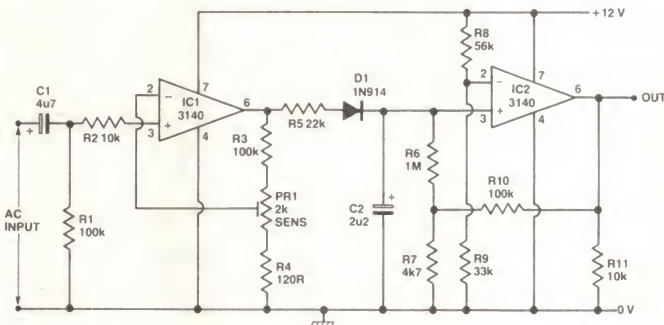 +12 V
R8
56k
C1
4u7
2
7
IC1
3140
6
3
+
4
R2 10k
D1
1N914
R5 22k
2
7
IC2
3140
6
3
+
4
OUT
R3
100k
R6
1M
R10
100k
PR1
2k
SENS
AC
INPUT
R1
100k
+
C2
2u2
R7
4k7
R9
33k
R11
10k
R4
120R
+
0 V